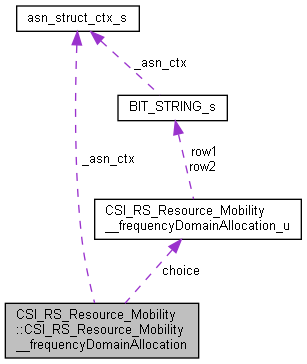 asn_struct_ctx_s
_asn_ctx
BIT_STRING_s
_asn_ctx
row1
row2
CSI_RS_Resource_Mobility
__frequencyDomainAllocation_u
choice
CSI_RS_Resource_Mobility
::CSI_RS_Resource_Mobility
__frequencyDomainAllocation